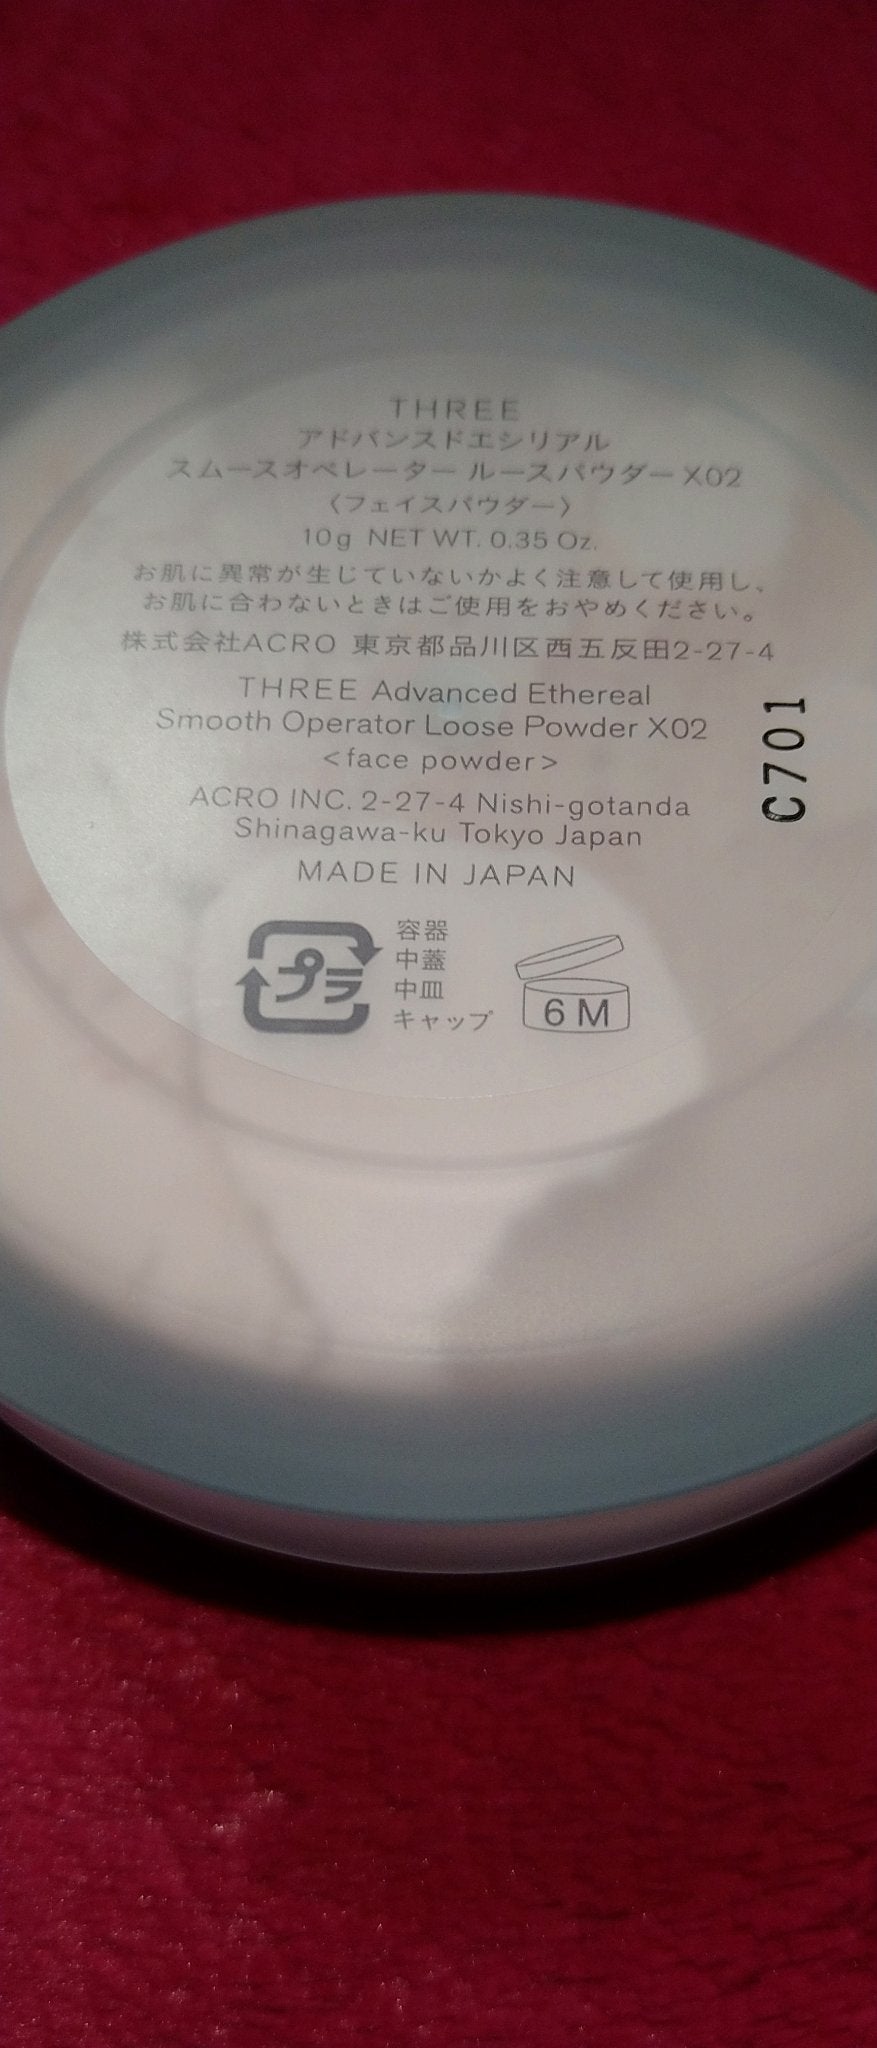 THREE
アドバンスドエシリアル
スムースオペレーター ルースパウダー X02
〈フェイスパウダー〉
10g NET WT. 0.35 Oz.
お肌に異常が生じていないかよく注意して使用し、
お肌に合わないときはご使用をおやめください。
株式会社ACRO 東京都品川区西五反田2-27-4
THREE Advanced Ethereal
Smooth Operator Loose Powder X02
<face powder>
ACRO INC. 2-27-4 Nishi-gotanda
Shinagawa-ku Tokyo Japan
MADE IN JAPAN
プラ
容器
中蓋
中皿
キャップ
6M
C701